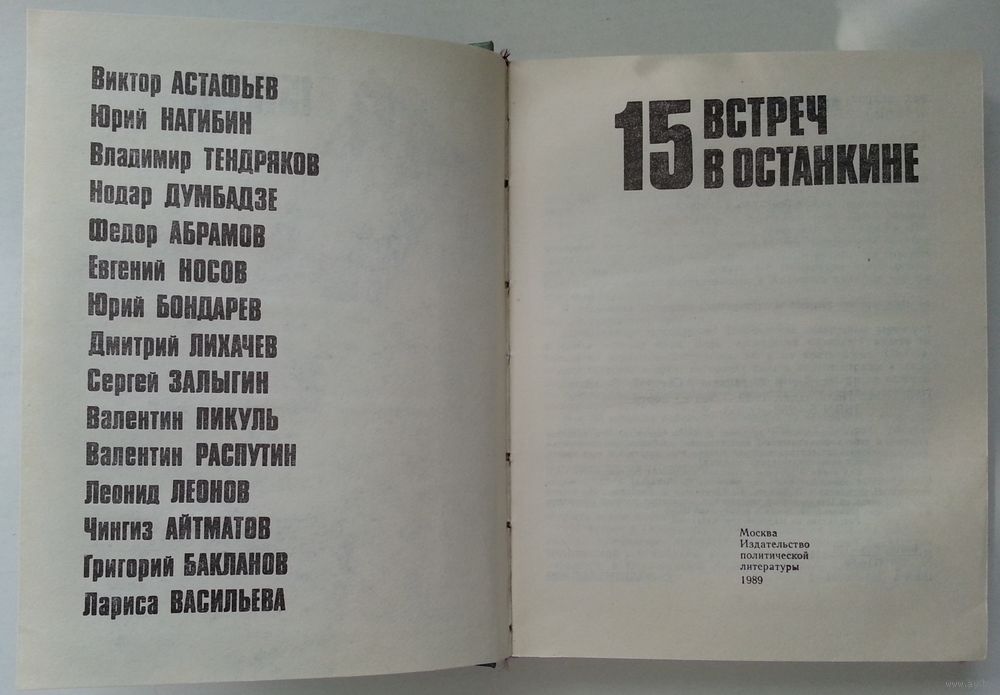 Виктор АСТАФЬЕВ
Юрий НАГИБИН
Владимир ТЕНДРЯКОВ
Нодар ДУМБАДЗЕ
Федор АБРАМОВ
Евгений НОСОВ
Юрий БОНДАРЕВ
Дмитрий ЛИХАЧЕВ
Сергей ЗАЛЫГИН
Валентин ПИКУЛЬ
Валентин РАСПУТИН
Леонид ЛЕОНОВ
Чингиз АЙТМАТОВ
Григорий БАКЛАНОВ
Лариса ВАСИЛЬЕВА
15 ВСТРЕЧ
В ОСТАНКИНЕ
Москва
Издательство
политической
литературы
1989